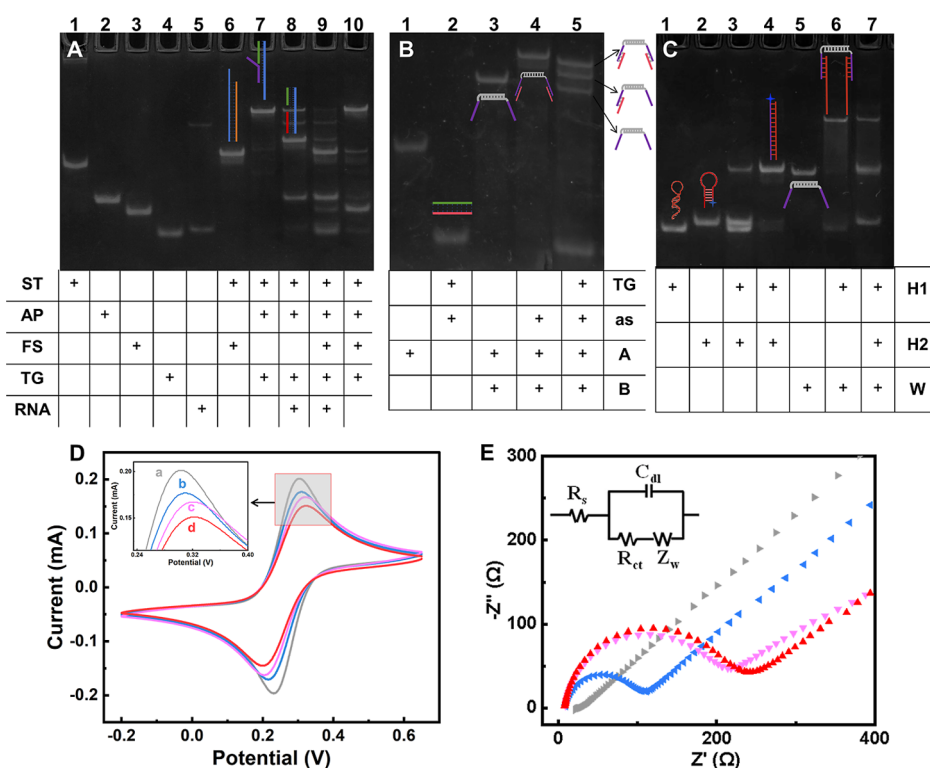 1 2 3 4 5 6 7 8 9 10
A
ST + + + + + +
AP + + + + +
FS + + + +
TG + + + + +
RNA + + +
1 2 3 4 5
B
+ + TG
+ + + as
+ + + + A
+ + + B
1 2 3 4 5 6 7
C
+ + + + + H1
+ + + + H2
+ + + W
D
Current (mA)
0.2
0.1
0.0
-0.1
-0.2
-0.2 0.0 0.2 0.4 0.6
Potential (V)
Current (mA)
0.20
0.15
0.24 0.32 0.40
Potential (V)
a
b
c
d
E
-Z'' (Ω)
300
200
100
0
0 200 400
Z' (Ω)
Rs
Cdl
Rct Zw